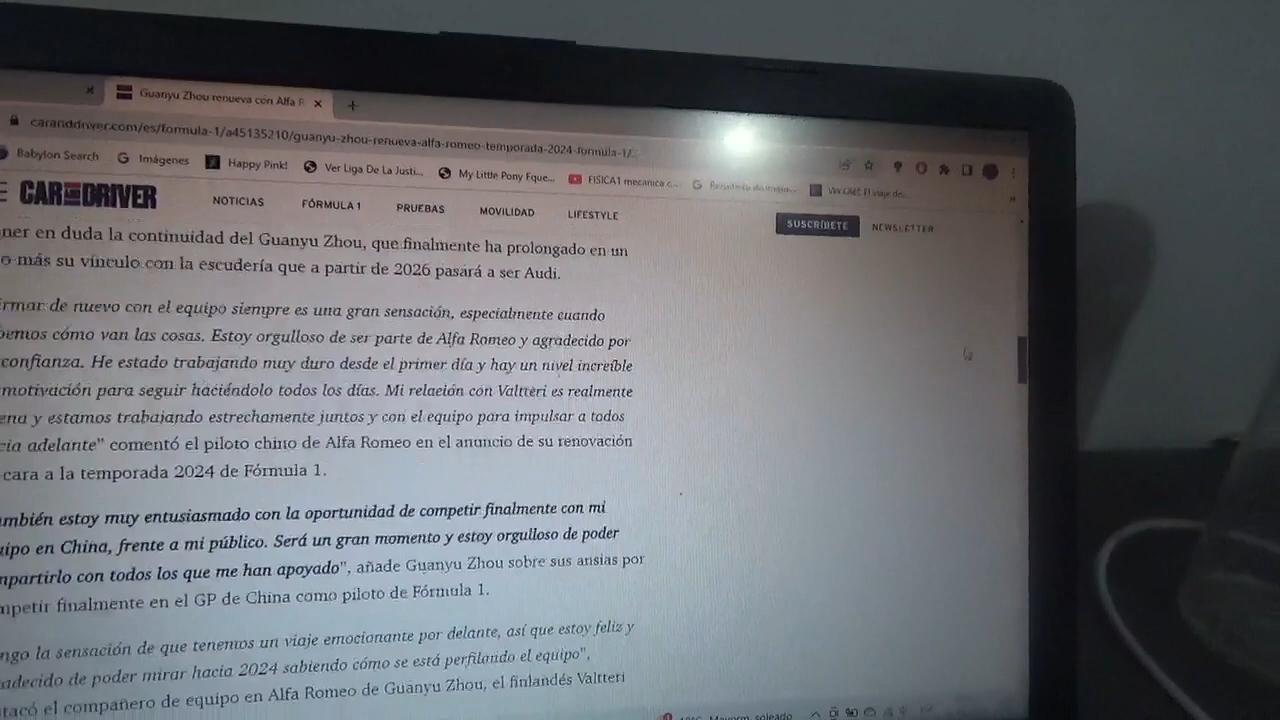 Guanyu Zhou renueva con Alfa R
caranddriver.com/es/formula-1/a45135210/guanyu-zhou-renueva-alfa-romeo-temporada-2024-formula-1/
Babylon Search Imágenes Happy Pink! Ver Liga De La Justi... My Little Pony Eque... FISICA1 mecanica c...
CAR AND DRIVER NOTICIAS FÓRMULA 1 PRUEBAS MOVILIDAD LIFESTYLE SUSCRÍBETE NEWSLETTER
ner en duda la continuidad del Guanyu Zhou, que finalmente ha prolongado en un
o más su vínculo con la escudería que a partir de 2026 pasará a ser Audi.
rmar de nuevo con el equipo siempre es una gran sensación, especialmente cuando
bemos cómo van las cosas. Estoy orgulloso de ser parte de Alfa Romeo y agradecido por
confianza. He estado trabajando muy duro desde el primer día y hay un nivel increíble
motivación para seguir haciéndolo todos los días. Mi relación con Valtteri es realmente
ena y estamos trabajando estrechamente juntos y con el equipo para impulsar a todos
cia adelante" comentó el piloto chino de Alfa Romeo en el anuncio de su renovación
cara a la temporada 2024 de Fórmula 1.
mbién estoy muy entusiasmado con la oportunidad de competir finalmente con mi
uipo en China, frente a mi público. Será un gran momento y estoy orgulloso de poder
mpartirlo con todos los que me han apoyado", añade Guanyu Zhou sobre sus ansias por
mpetir finalmente en el GP de China como piloto de Fórmula 1.
ngo la sensación de que tenemos un viaje emocionante por delante, así que estoy feliz y
adecido de poder mirar hacia 2024 sabiendo cómo se está perfilando el equipo",
tacó el compañero de equipo en Alfa Romeo de Guanyu Zhou, el finlandés Valtteri
Mayorm. soleado